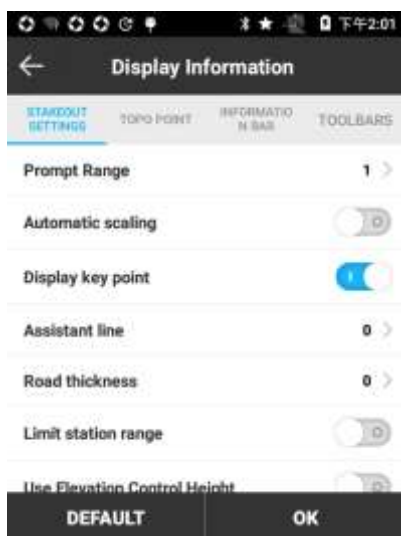 下午2:01
Display Information
STAKEOUT
SETTINGS
TOPO POINT
INFORMATIO
N BAR
TOOLBARS
Prompt Range 1
Automatic scaling
Display key point
Assistant line 0
Road thickness 0
Limit station range
Use Elevation Control Height
DEFAULT OK